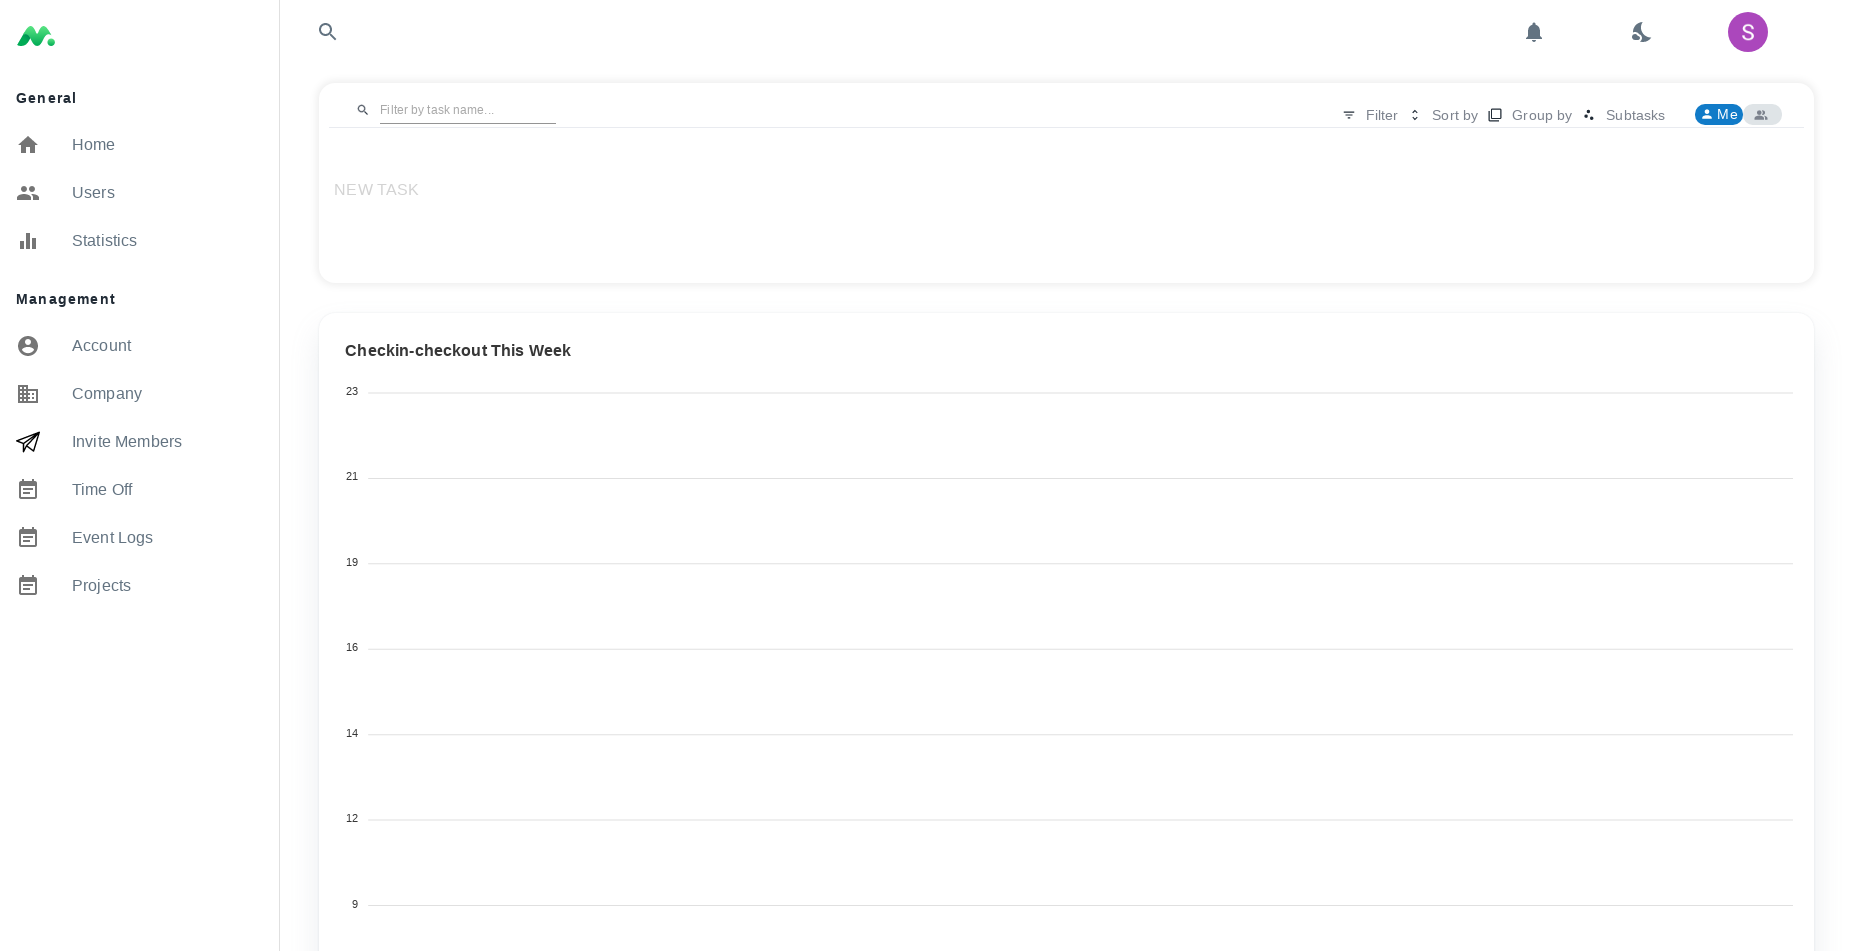 General
Home
Users
Statistics
Management
Account
Company
Invite Members
Time Off
Event Logs
Projects
S
Filter by task name...
Filter Sort by Group by Subtasks Me
NEW TASK
Checkin-checkout This Week
23
21
19
16
14
12
9